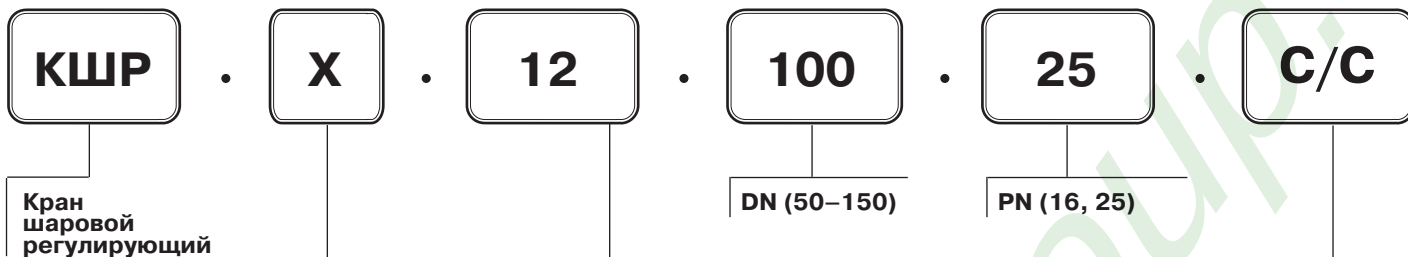 КШР . Х . 12 . 100 . 25 . С/С
Кран
шаровой
регулирующий
DN (50–150)
PN (16, 25)